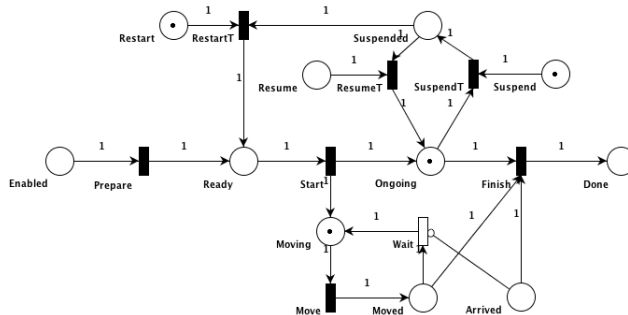 1 1
Restart RestartT 1 Suspended
1 1 1 1
Resume ResumeT 1 1 SuspendT Suspend
1 1 1 1 1 1
Enabled Prepare Ready Start 1 Ongoing Finish Done
1 1 1
Moving 1 Wait 1
1
Move Moved Arrived